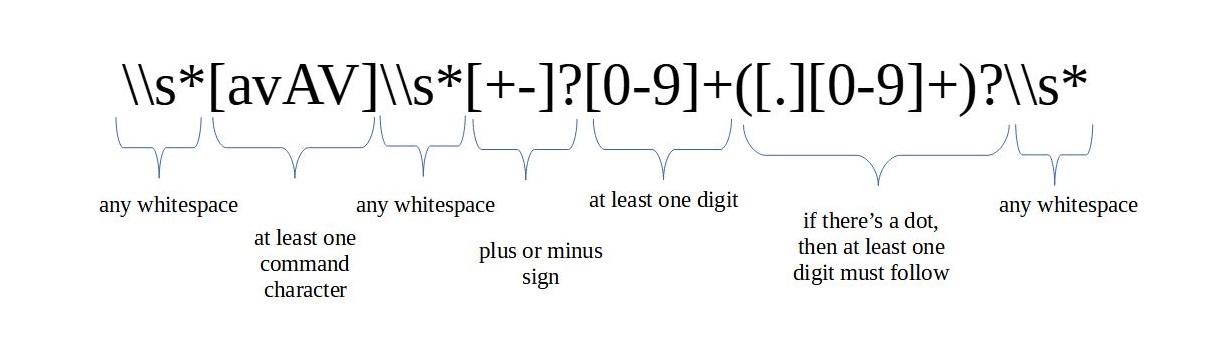 \\s*[avAV]\\s*[+-]?[0-9]+([.][0-9]+)?\\s*
any whitespace
at least one
command
character
any whitespace
plus or minus
sign
at least one digit
if there’s a dot,
then at least one
digit must follow
any whitespace